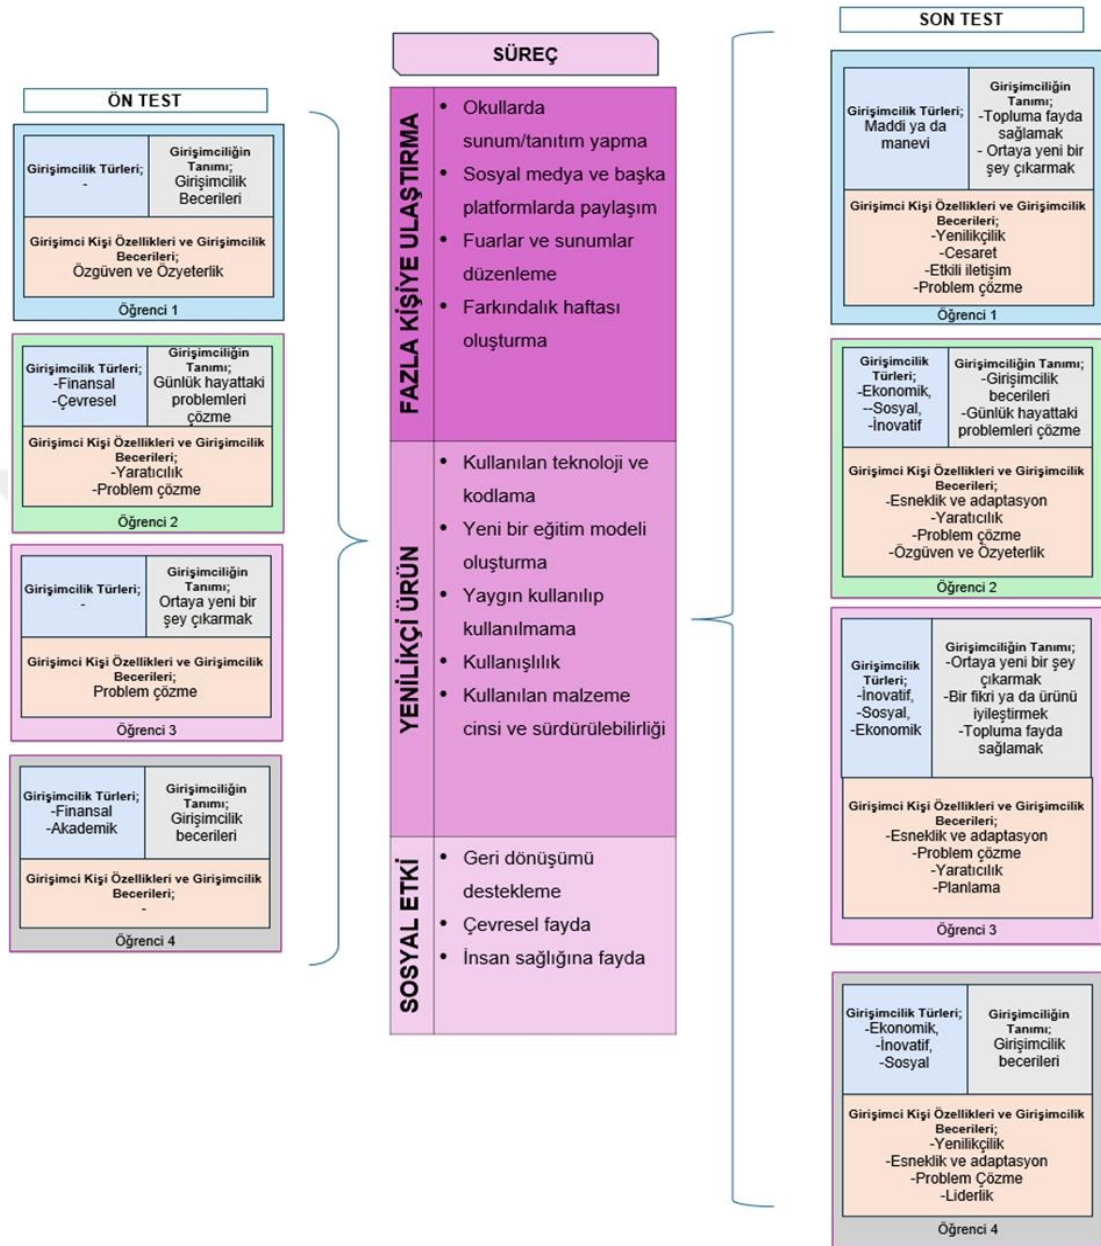 ÖN TEST
Girişimcilik Türleri;
-
Girişimciliğin
Tanımı;
Girişimcilik
Becerileri
Girişimci Kişi Özellikleri ve Girişimcilik
Becerileri;
Özgüven ve Özyeterlik
Öğrenci 1
Girişimcilik Türleri;
-Finansal
-Çevresel
Girişimciliğin
Tanımı;
Günlük hayattaki
problemleri
çözme
Girişimci Kişi Özellikleri ve Girişimcilik
Becerileri;
-Yaratıcılık
-Problem çözme
Öğrenci 2
Girişimcilik Türleri;
-
Girişimciliğin
Tanımı;
Ortaya yeni bir
şey çıkarmak
Girişimci Kişi Özellikleri ve Girişimcilik
Becerileri;
Problem çözme
Öğrenci 3
Girişimcilik Türleri;
-Finansal
-Akademik
Girişimciliğin
Tanımı;
Girişimcilik
becerileri
Girişimci Kişi Özellikleri ve Girişimcilik
Becerileri;
-
Öğrenci 4
SÜREÇ
FAZLA KİŞİYE ULAŞTIRMA
• Okullarda
sunum/tanıtım yapma
• Sosyal medya ve başka
platformlarda paylaşım
• Fuarlar ve sunumlar
düzenleme
• Farkındalık haftası
oluşturma
YENİLİKÇİ ÜRÜN
• Kullanılan teknoloji ve
kodlama
• Yeni bir eğitim modeli
oluşturma
• Yaygın kullanılıp
kullanılmama
• Kullanışlılık
• Kullanılan malzeme
cinsi ve sürdürülebilirliği
SOSYAL ETKİ
• Geri dönüşümü
destekleme
• Çevresel fayda
• İnsan sağlığına fayda
SON TEST
Girişimcilik Türleri;
Maddi ya da
manevi
Girişimciliğin
Tanımı;
-Topluma fayda
sağlamak
- Ortaya yeni bir
şey çıkarmak
Girişimci Kişi Özellikleri ve Girişimcilik
Becerileri;
-Yenilikçilik
-Cesaret
-Etkili iletişim
-Problem çözme
Öğrenci 1
Girişimcilik
Türleri;
-Ekonomik,
--Sosyal,
-İnovatif
Girişimciliğin Tanımı;
-Girişimcilik
becerileri
-Günlük hayattaki
problemleri çözme
Girişimci Kişi Özellikleri ve Girişimcilik
Becerileri;
-Esneklik ve adaptasyon
-Yaratıcılık
-Problem çözme
-Özgüven ve Özyeterlik
Öğrenci 2
Girişimcilik
Türleri;
-İnovatif,
-Sosyal,
-Ekonomik
Girişimciliğin Tanımı;
-Ortaya yeni bir şey
çıkarmak
-Bir fikri ya da ürünü
iyileştirmek
-Topluma fayda
sağlamak
Girişimci Kişi Özellikleri ve Girişimcilik
Becerileri;
-Esneklik ve adaptasyon
-Problem çözme
-Yaratıcılık
-Planlama
Öğrenci 3
Girişimcilik Türleri;
-Ekonomik,
-İnovatif,
-Sosyal
Girişimciliğin
Tanımı;
Girişimcilik
becerileri
Girişimci Kişi Özellikleri ve Girişimcilik
Becerileri;
-Yenilikçilik
-Esneklik ve adaptasyon
-Problem Çözme
-Liderlik
Öğrenci 4